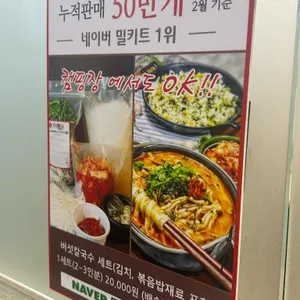 누적판매 50만개 2월 기준
네이버 밀키트 1위
캠핑장에서도 OK!!
버섯칼국수 세트(김치, 볶음밥재료 포
1세트(2~3인분) 20,000원 (배송
NAVER